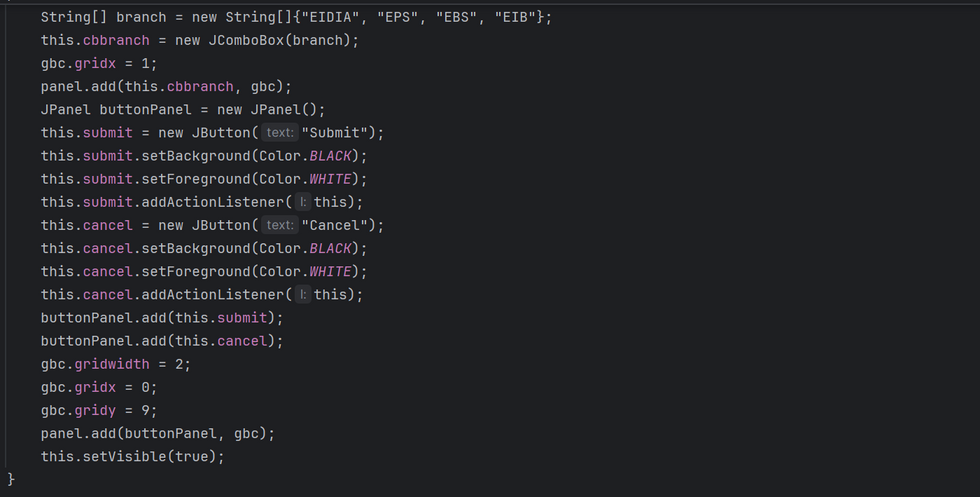 String[] branch = new String[]{"EIDIA", "EPS", "EBS", "EIB"};
this.cbbranch = new JComboBox(branch);
gbc.gridx = 1;
panel.add(this.cbbranch, gbc);
JPanel buttonPanel = new JPanel();
this.submit = new JButton( text: "Submit");
this.submit.setBackground(Color.BLACK);
this.submit.setForeground(Color.WHITE);
this.submit.addActionListener( l: this);
this.cancel = new JButton( text: "Cancel");
this.cancel.setBackground(Color.BLACK);
this.cancel.setForeground(Color.WHITE);
this.cancel.addActionListener( l: this);
buttonPanel.add(this.submit);
buttonPanel.add(this.cancel);
gbc.gridwidth = 2;
gbc.gridx = 0;
gbc.gridy = 9;
panel.add(buttonPanel, gbc);
this.setVisible(true);
}